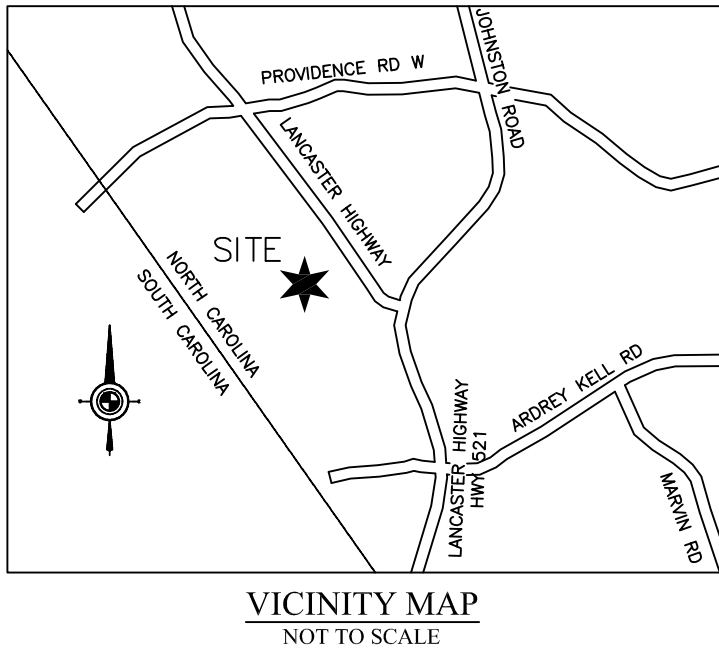 JOHNSTON ROAD
PROVIDENCE RD W
LANCASTER HIGHWAY
SITE
NORTH CAROLINA
SOUTH CAROLINA
ARDREY KELL RD
LANCASTER HIGHWAY
HWY 521
MARVIN RD
VICINITY MAP
NOT TO SCALE